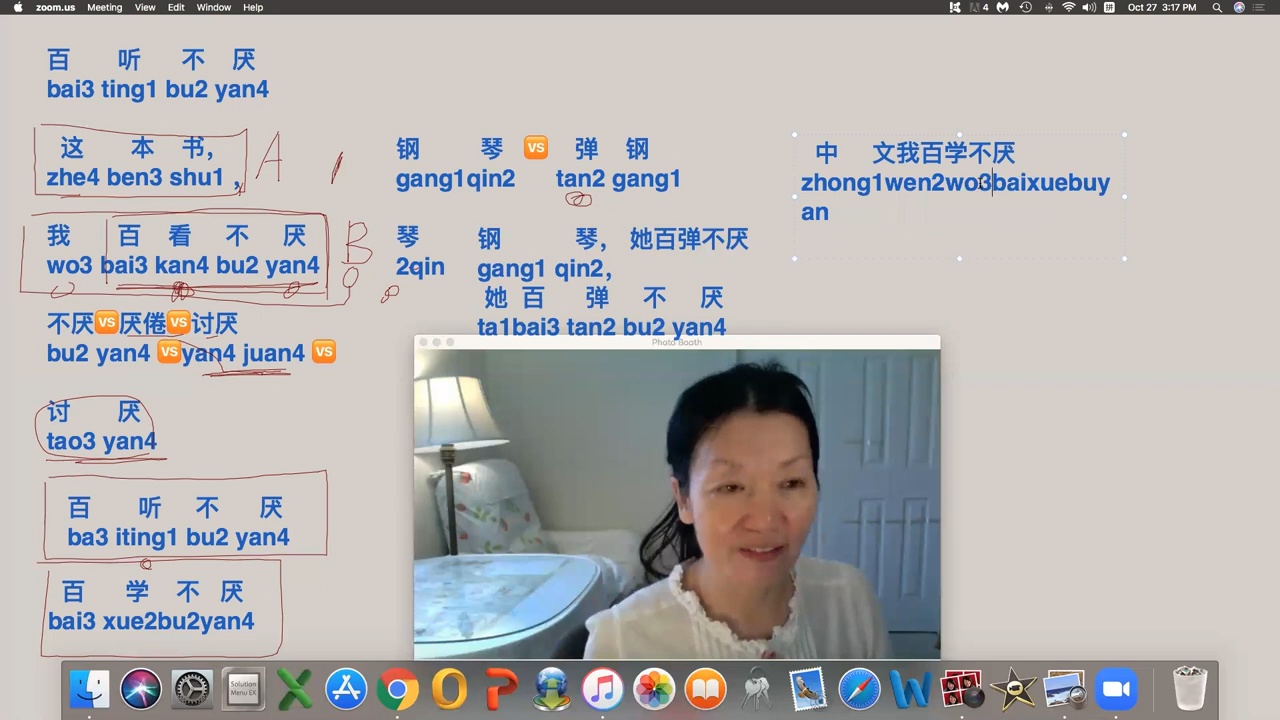 zoom.us Meeting View Edit Window Help
4 拼 Oct 27 3:17 PM
百 听 不 厌
bai3 ting1 bu2 yan4
这 本 书，
zhe4 ben3 shu1 ,
A
我 百 看 不 厌
wo3 bai3 kan4 bu2 yan4
B
不厌🆚厌倦🆚讨厌
bu2 yan4 🆚yan4 juan4 🆚
讨 厌
tao3 yan4
百 听 不 厌
ba3 iting1 bu2 yan4
百 学 不 厌
bai3 xue2bu2yan4
钢 琴 🆚 弹 钢
gang1qin2 tan2 gang1
琴
2qin
钢 琴， 她百弹不厌
gang1 qin2，
她 百 弹 不 厌
ta1bai3 tan2 bu2 yan4
中 文我百学不厌
zhong1wen2wo3baixuebuy
an
Photo Booth
Solution
Menu EX